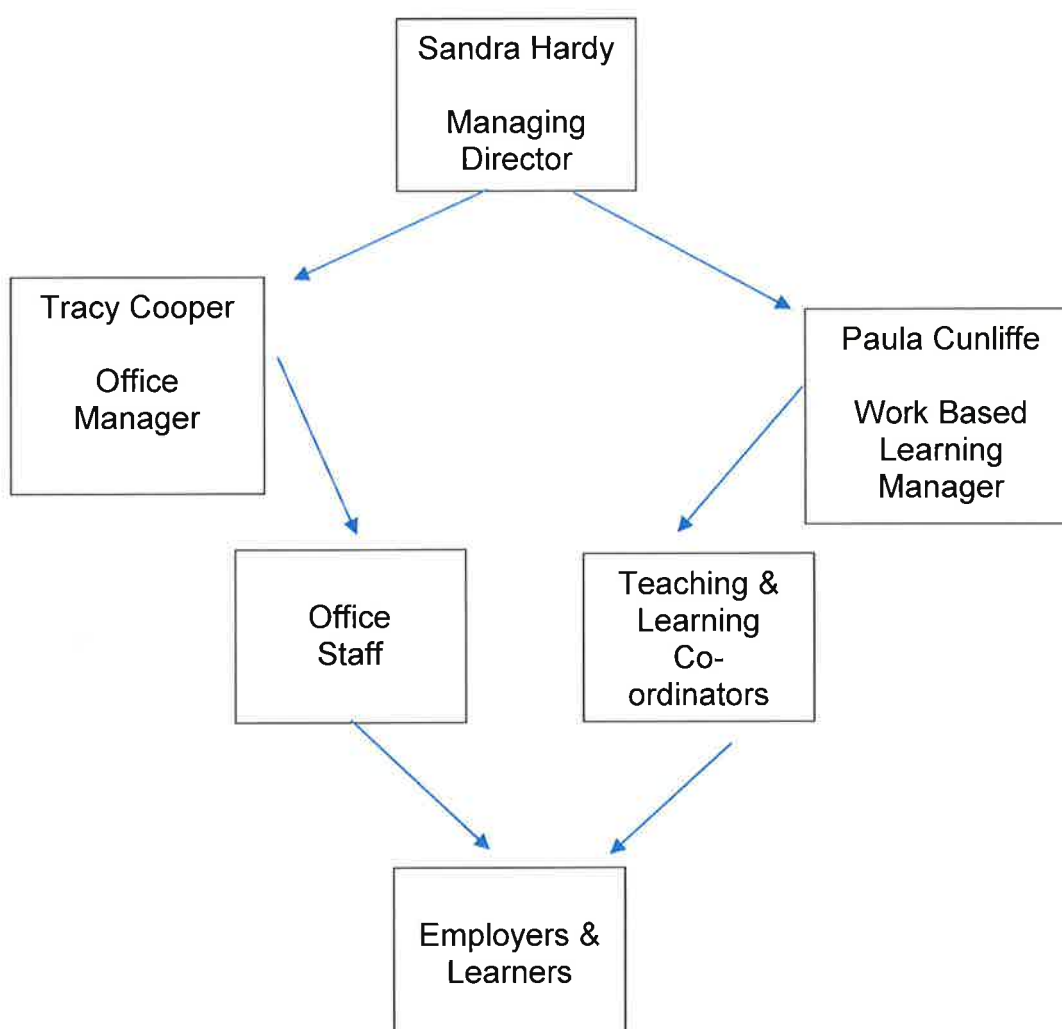 Sandra Hardy
Managing
Director
Tracy Cooper
Office
Manager
Paula Cunliffe
Work Based
Learning
Manager
Office
Staff
Teaching &
Learning
Co-
ordinators
Employers &
Learners